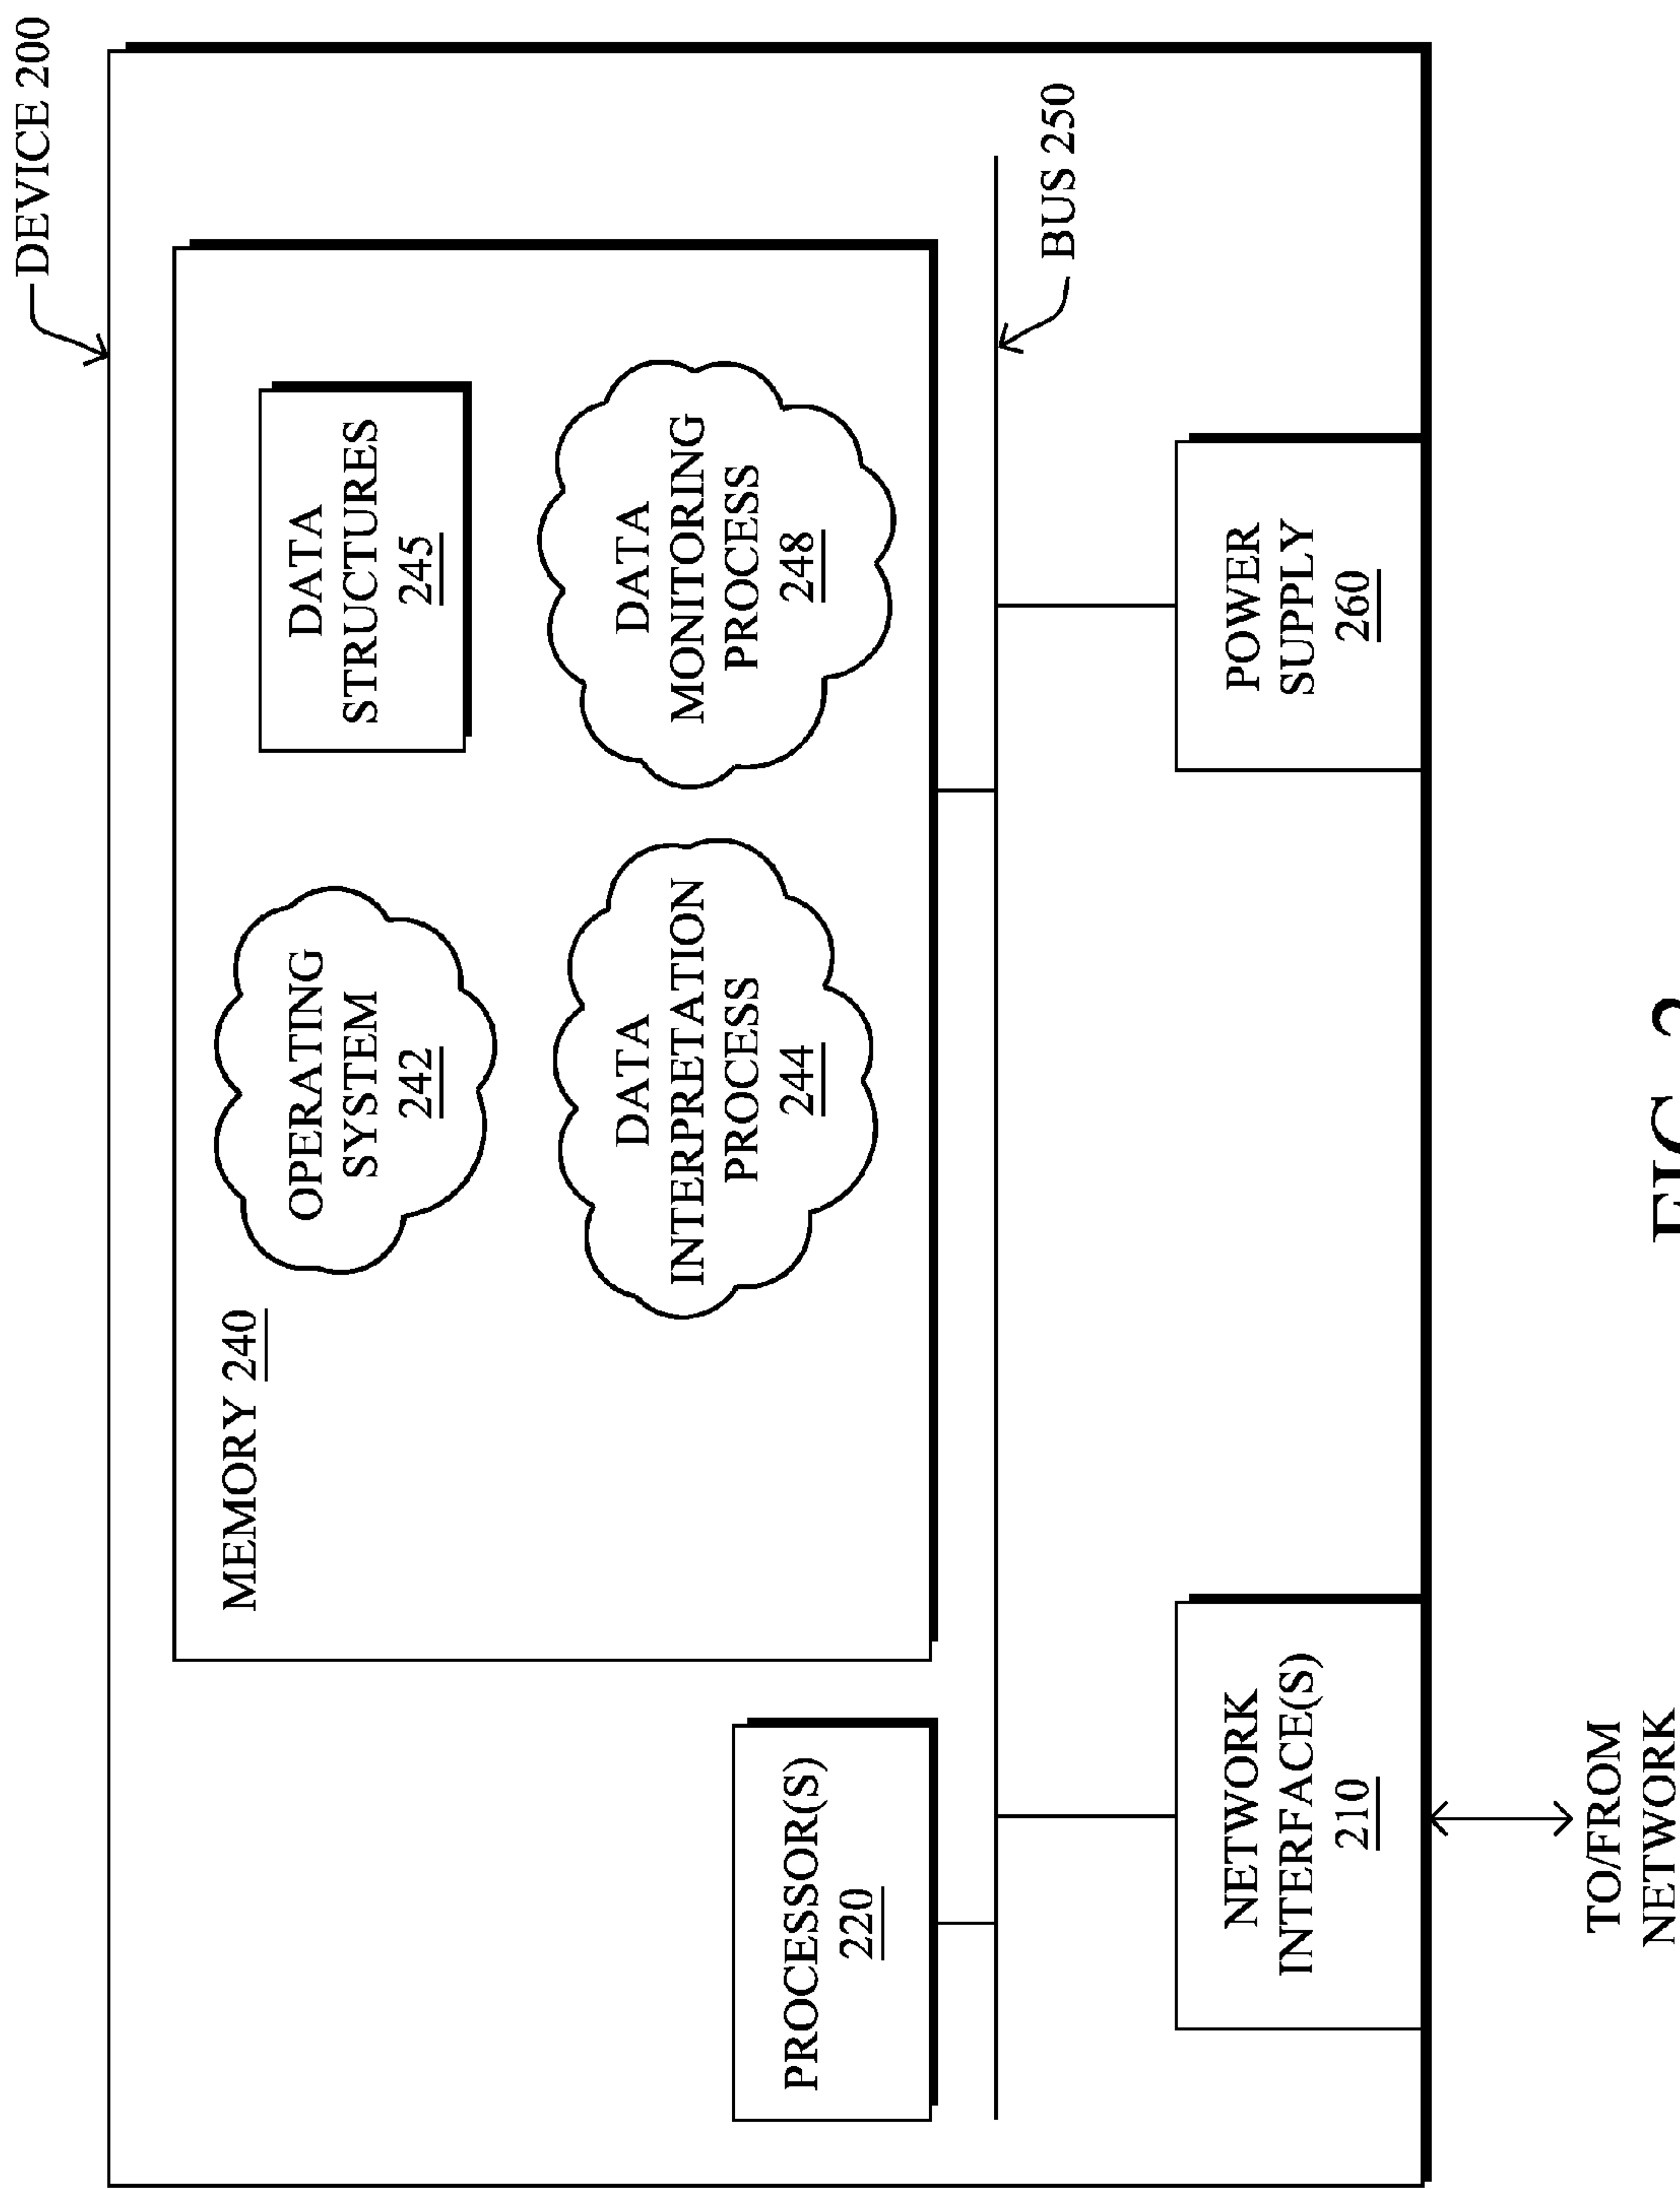 DEVICE 200
MEMORY 240
OPERATING
SYSTEM
242
DATA
STRUCTURES
245
DATA
INTERPRETATION
PROCESS
244
DATA
MONITORING
PROCESS
248
PROCESSOR(S)
220
BUS 250
NETWORK
INTERFACE(S)
210
POWER
SUPPLY
260
TO/FROM
NETWORK